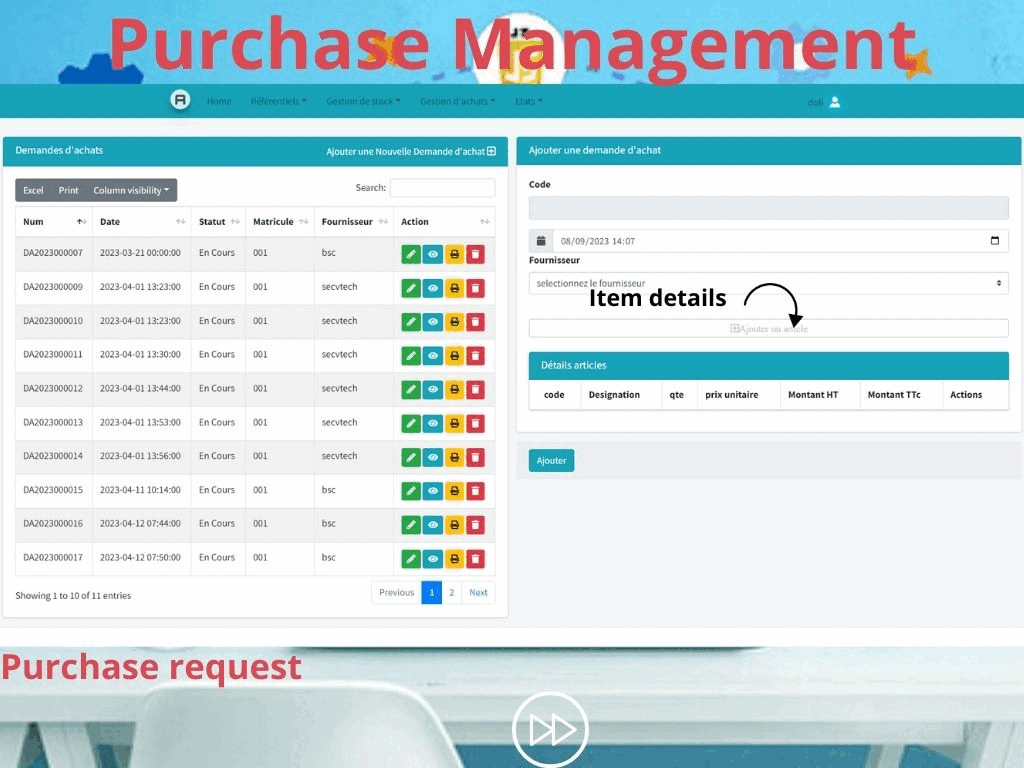 Purchase Management
Home Référentiels Gestion de stock Gestion d'achats Etats doli
Demandes d'achats Ajouter une Nouvelle Demande d'achat
Excel Print Column visibility Search:
Num Date Statut Matricule Fournisseur Action
DA2023000007 2023-03-21 00:00:00 En Cours 001 bsc
DA2023000009 2023-04-01 13:23:00 En Cours 001 secvtech
DA2023000010 2023-04-01 13:23:00 En Cours 001 secvtech
DA2023000011 2023-04-01 13:30:00 En Cours 001 secvtech
DA2023000012 2023-04-01 13:44:00 En Cours 001 secvtech
DA2023000013 2023-04-01 13:53:00 En Cours 001 secvtech
DA2023000014 2023-04-01 13:56:00 En Cours 001 secvtech
DA2023000015 2023-04-11 10:14:00 En Cours 001 bsc
DA2023000016 2023-04-12 07:44:00 En Cours 001 bsc
DA2023000017 2023-04-12 07:50:00 En Cours 001 bsc
Showing 1 to 10 of 11 entries Previous 1 2 Next
Ajouter une demande d'achat
Code
08/09/2023 14:07
Fournisseur
selectionnez le fournisseur
Item details
Ajouter un article
Détails articles
code Designation qte prix unitaire Montant HT Montant TTc Actions
Ajouter
Purchase request